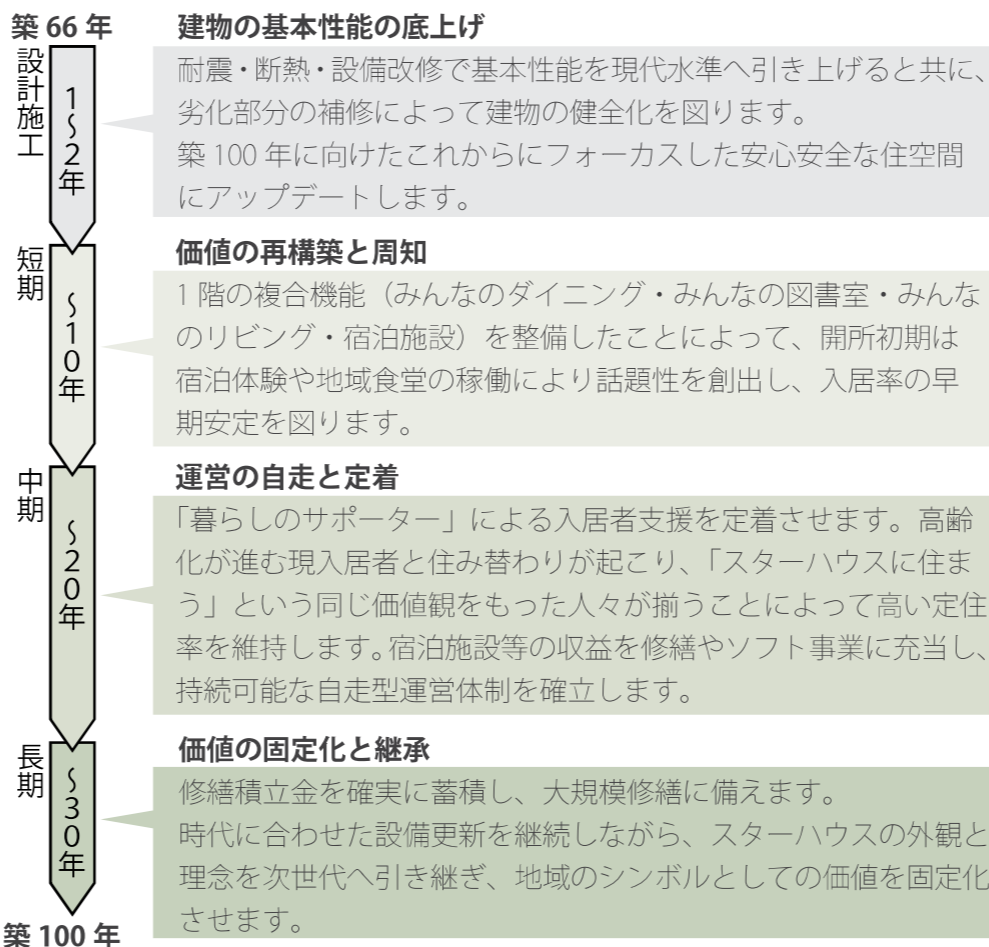 築 66 年
建物の基本性能の底上げ
設計施工
1〜2年
耐震・断熱・設備改修で基本性能を現代水準へ引き上げると共に、
劣化部分の補修によって建物の健全化を図ります。
築 100 年に向けたこれからにフォーカスした安心安全な住空間
にアップデートします。
価値の再構築と周知
短期
〜10年
1 階の複合機能（みんなのダイニング・みんなの図書室・みんな
のリビング・宿泊施設）を整備したことによって、開所初期は
宿泊体験や地域食堂の稼働により話題性を創出し、入居率の早
期安定を図ります。
運営の自走と定着
中期
〜20年
「暮らしのサポーター」による入居者支援を定着させます。高齢
化が進む現入居者と住み替わりが起こり、「スターハウスに住ま
う」という同じ価値観をもった人々が揃うことによって高い定住
率を維持します。宿泊施設等の収益を修繕やソフト事業に充当し、
持続可能な自走型運営体制を確立します。
価値の固定化と継承
長期
〜30年
修繕積立金を確実に蓄積し、大規模修繕に備えます。
時代に合わせた設備更新を継続しながら、スターハウスの外観と
理念を次世代へ引き継ぎ、地域のシンボルとしての価値を固定化
させます。
築 100 年